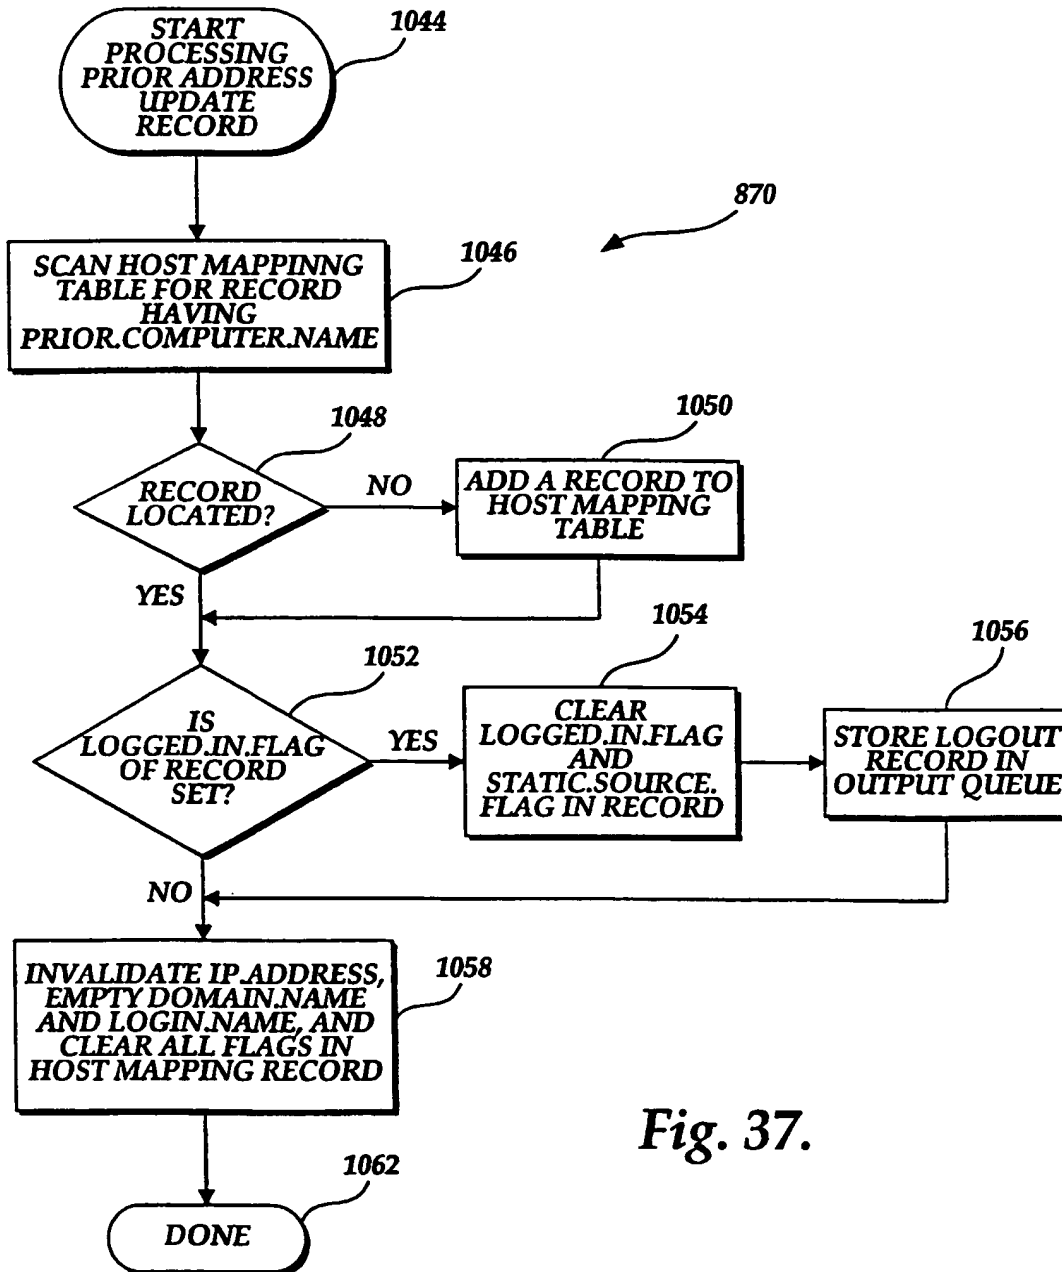 START
PROCESSING
PRIOR ADDRESS
UPDATE
RECORD
1044
870
SCAN HOST MAPPINNG
TABLE FOR RECORD
HAVING
PRIOR.COMPUTER.NAME
1046
1048
RECORD
LOCATED?
NO
1050
ADD A RECORD TO
HOST MAPPING
TABLE
YES
1052
IS
LOGGED.IN.FLAG
OF RECORD
SET?
YES
1054
CLEAR
LOGGED.IN.FLAG
AND
STATIC.SOURCE.
FLAG IN RECORD
1056
STORE LOGOUT
RECORD IN
OUTPUT QUEUE
NO
INVALIDATE IP.ADDRESS,
EMPTY DOMAIN.NAME
AND LOGIN.NAME, AND
CLEAR ALL FLAGS IN
HOST MAPPING RECORD
1058
1062
DONE
Fig. 37.